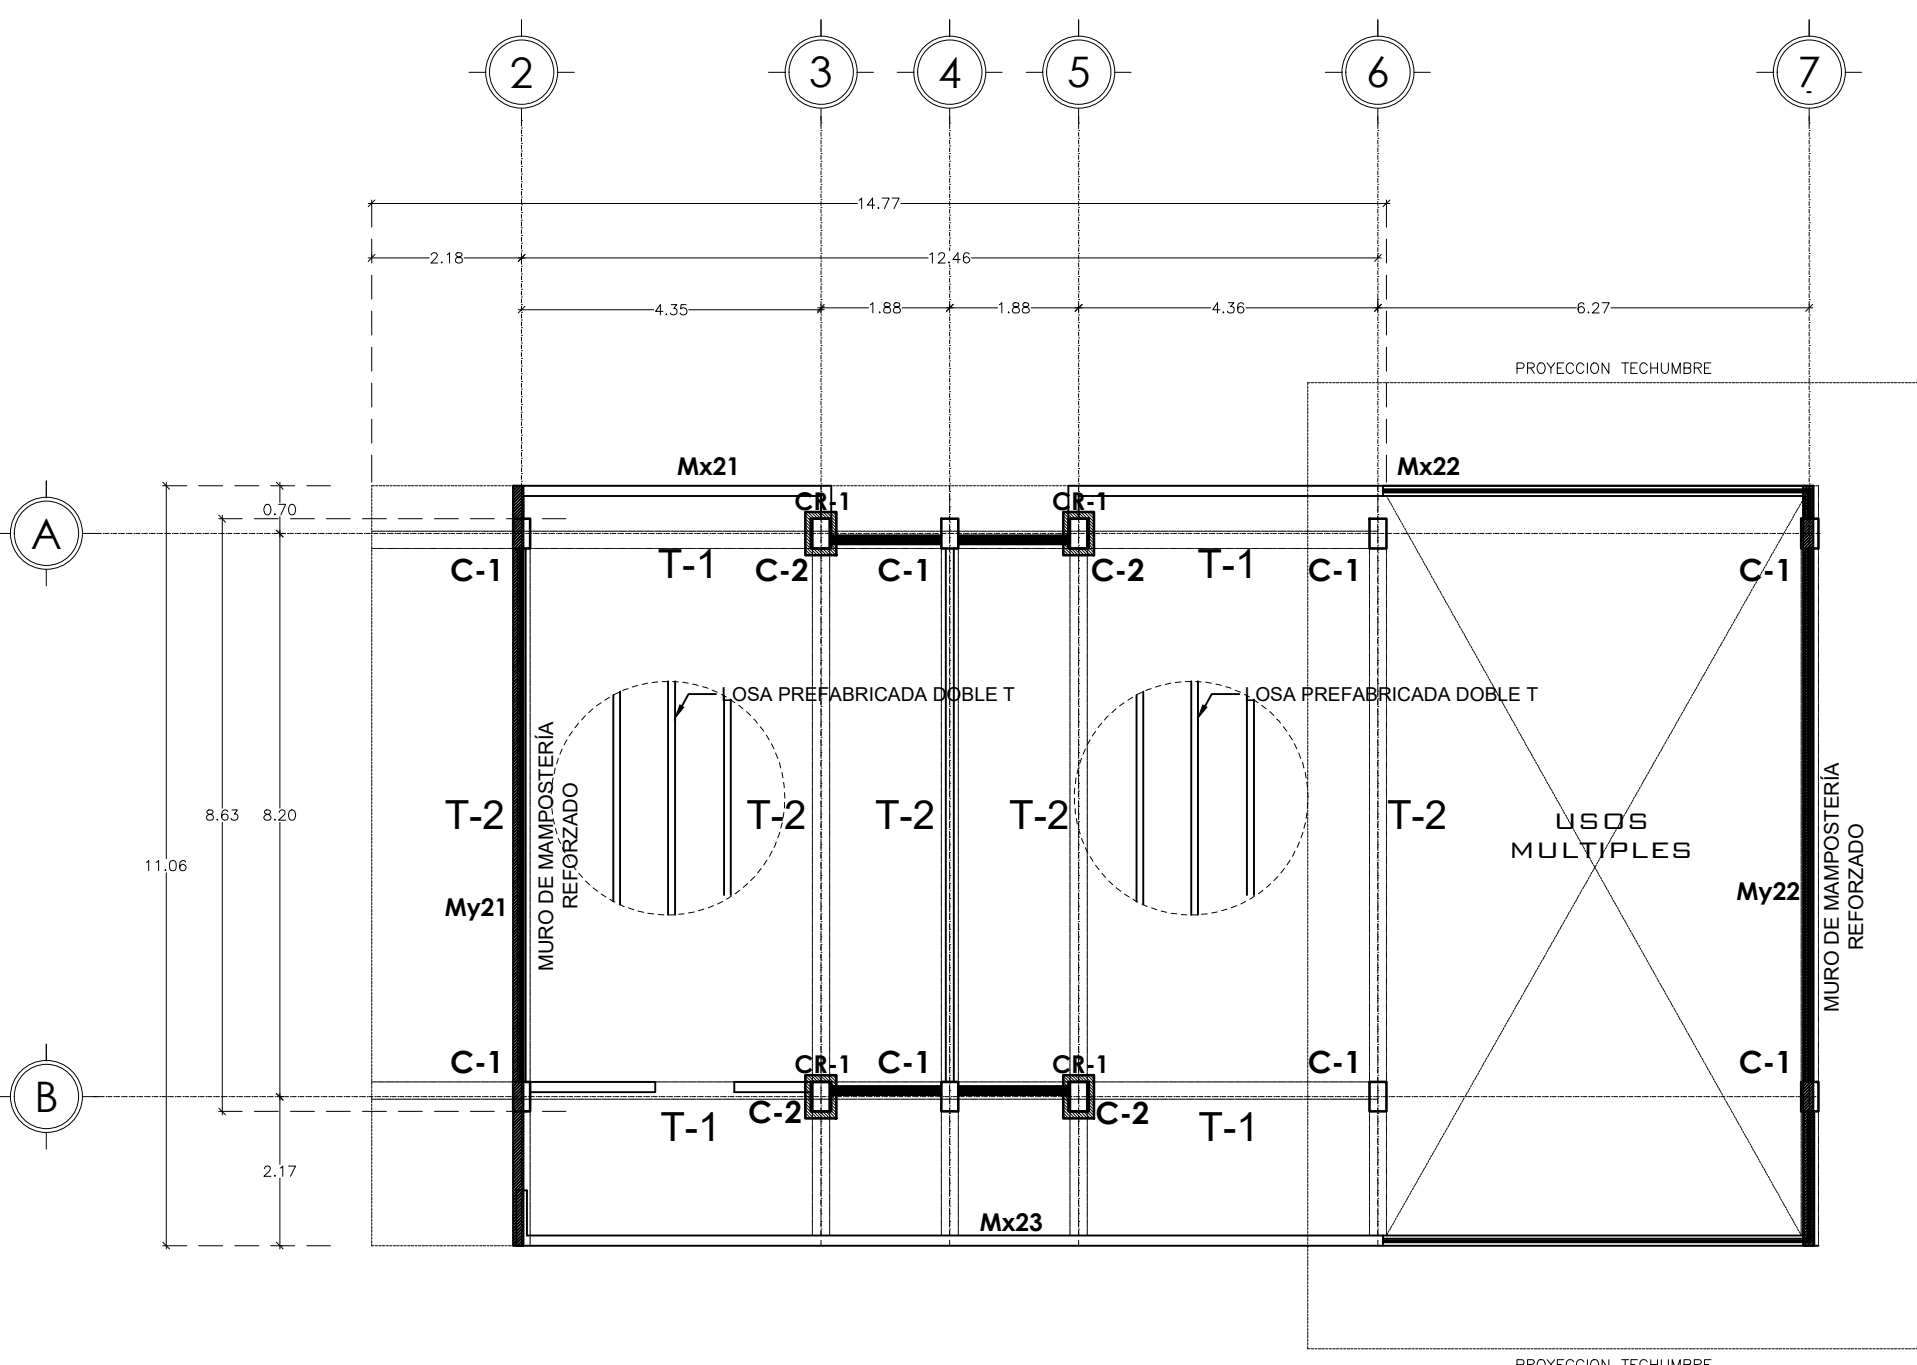 2 3 4 5 6 7
14.77
2.18 12.46
4.35 1.88 1.88 4.36 6.27
PROYECCION TECHUMBRE
Mx21 Mx22
CR-1 CR-1
0.70
A
C-1 T-1 C-2 C-1 C-2 T-1 C-1 C-1
LOSA PREFABRICADA DOBLE T LOSA PREFABRICADA DOBLE T
MURO DE MAMPOSTERÍA
REFORZADO
8.63 8.20 T-2 T-2 T-2 T-2 T-2
USOS
MULTIPLES
MURO DE MAMPOSTERÍA
REFORZADO
11.06
My21 My22
C-1 CR-1 C-1 CR-1 C-1 C-1
B
T-1 C-2 C-2 T-1
2.17
Mx23
PROYECCION TECHUMBRE